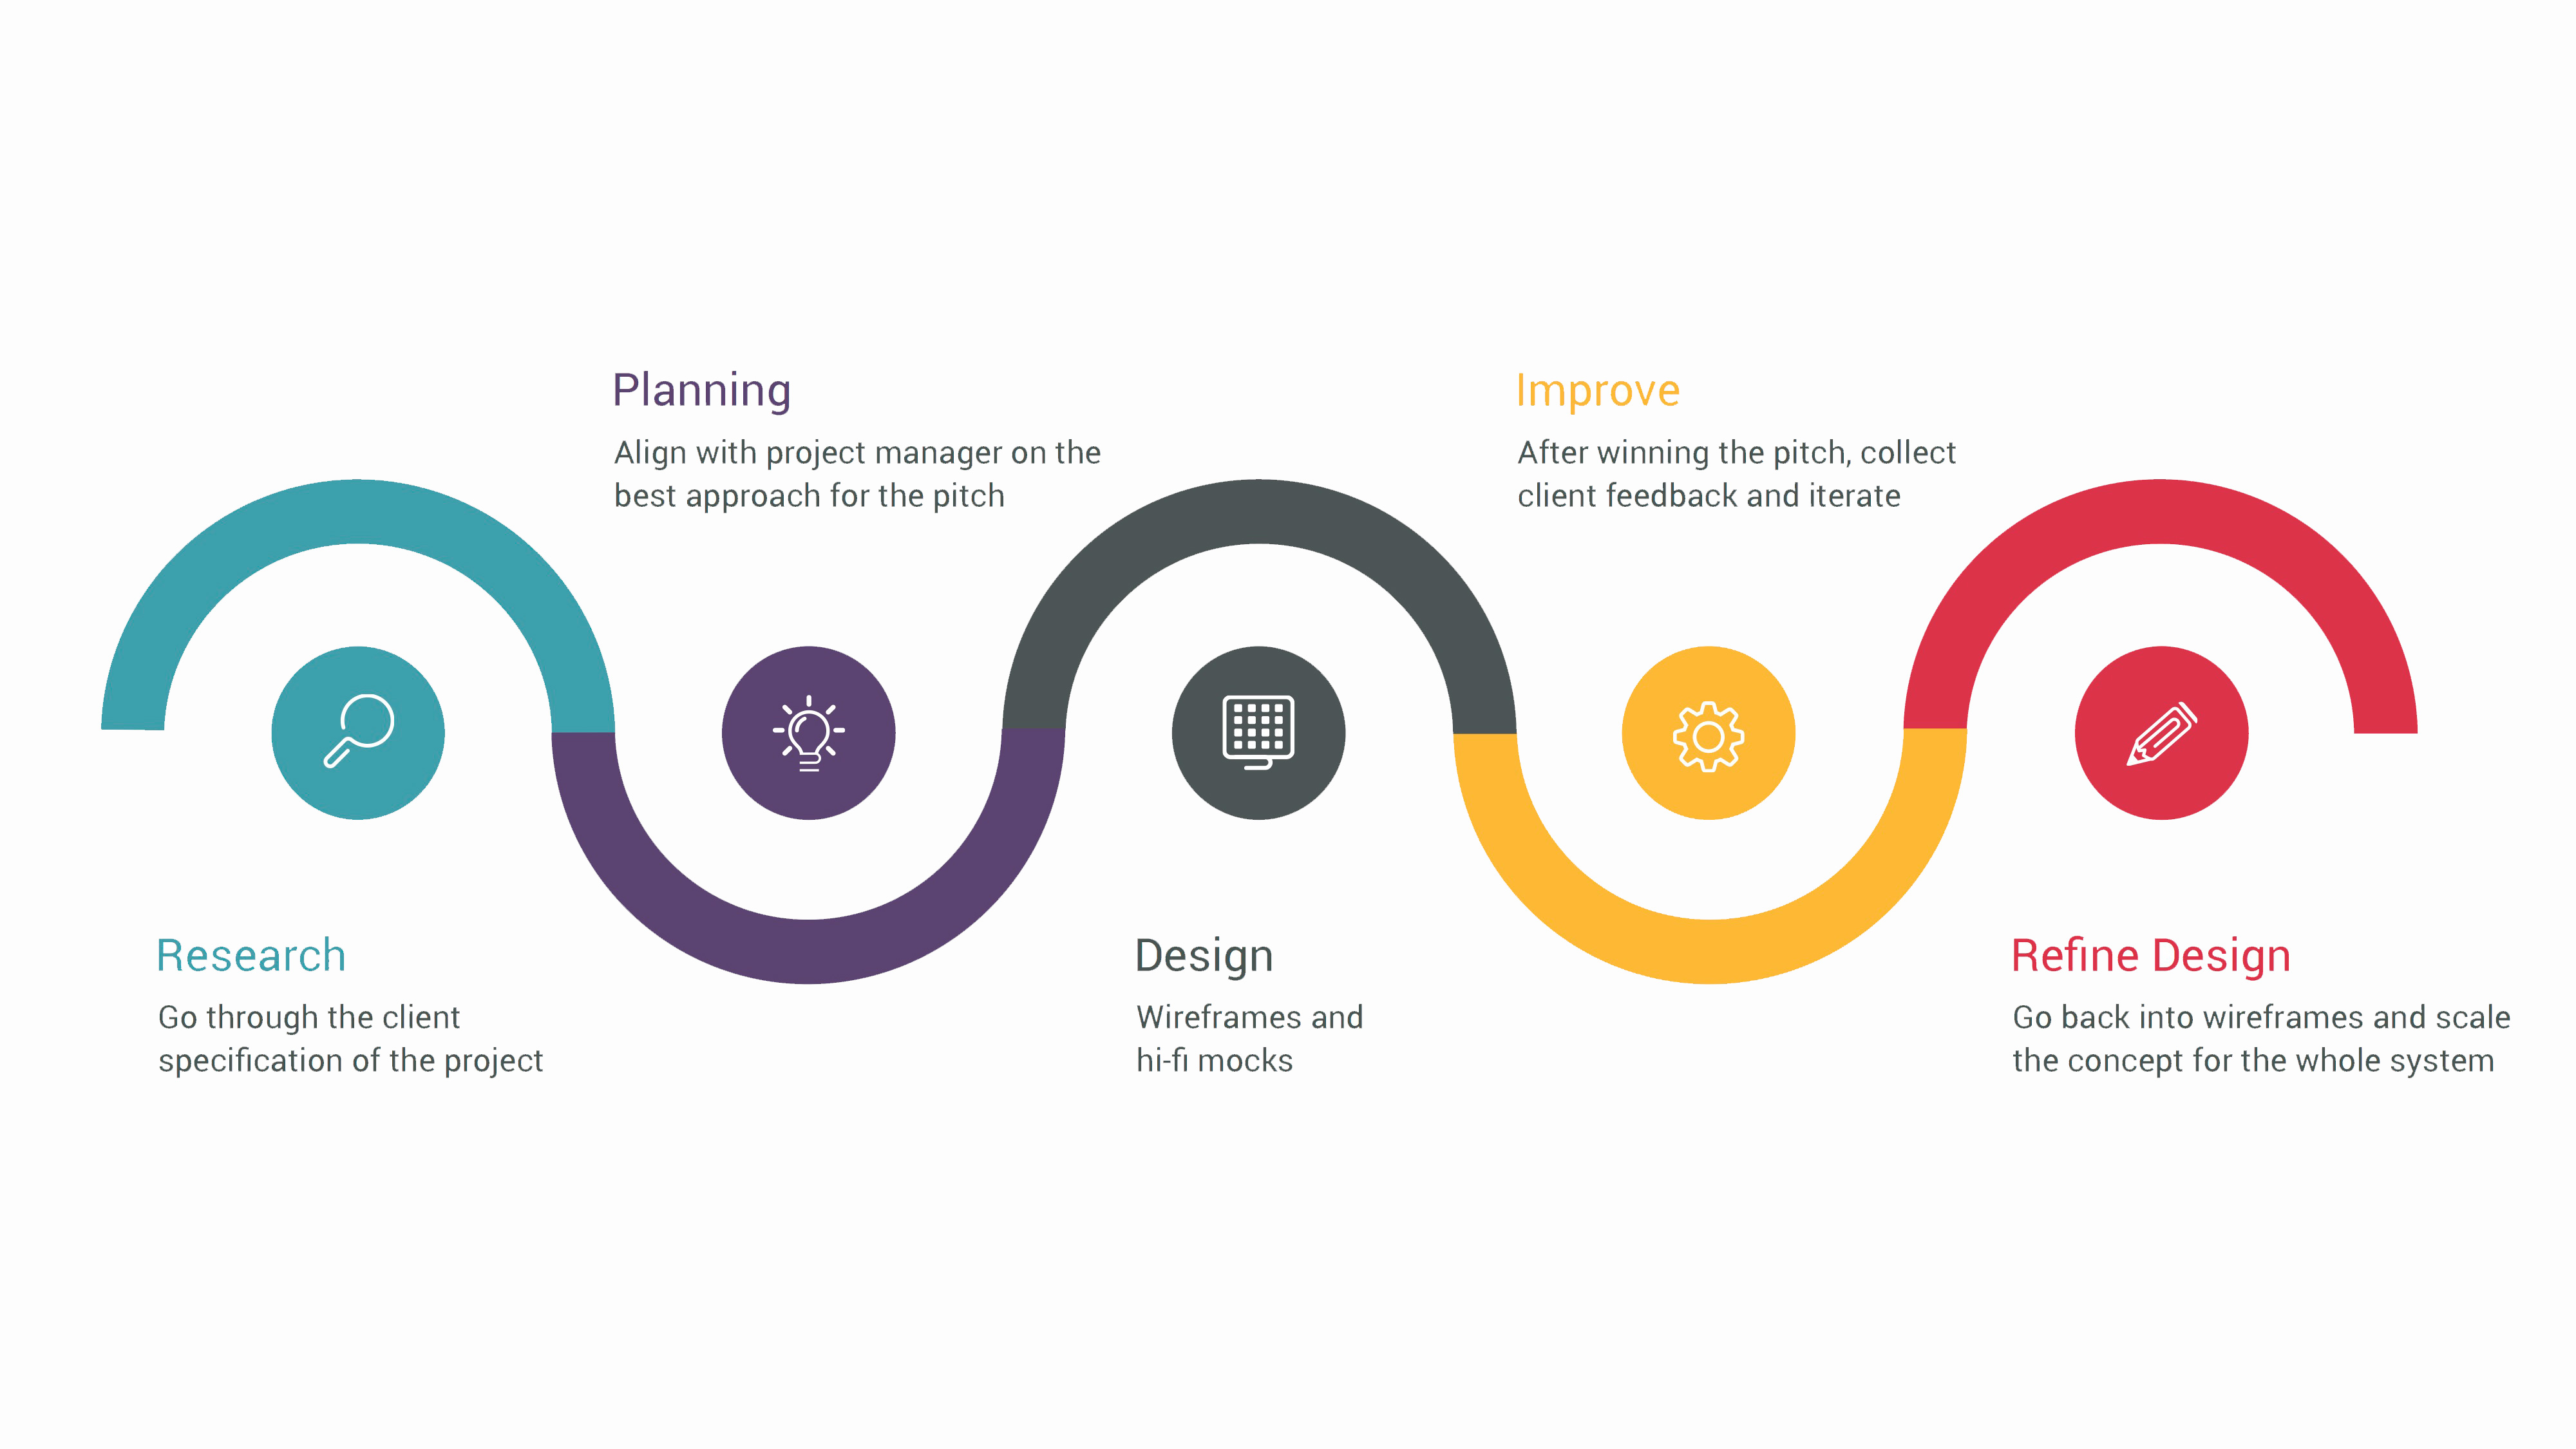 Research
Go through the client
specification of the project
Planning
Align with project manager on the
best approach for the pitch
Design
Wireframes and
hi-fi mocks
Improve
After winning the pitch, collect
client feedback and iterate
Refine Design
Go back into wireframes and scale
the concept for the whole system